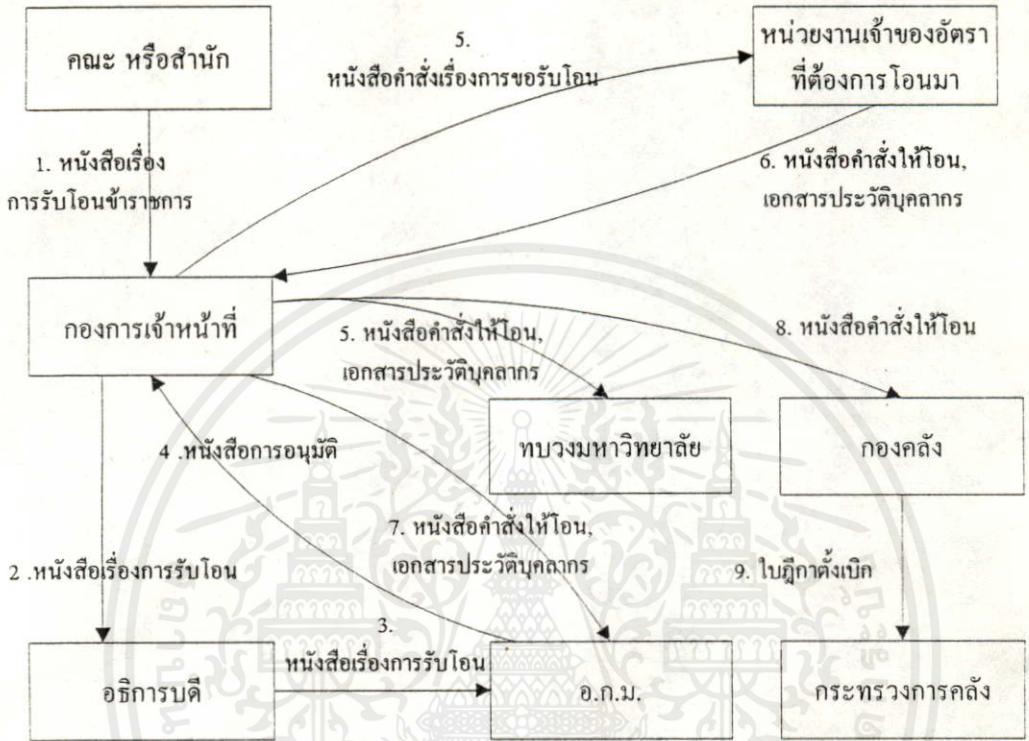 คณะ หรือสำนัก
5.
หนังสือคำสั่งเรื่องการขอรับโอน
หน่วยงานเจ้าของอัตรา
ที่ต้องการโอนมา
1. หนังสือเรื่อง
การรับโอนข้าราชการ
6. หนังสือคำสั่งให้โอน,
เอกสารประวัติบุคลากร
กองการเจ้าหน้าที่
5. หนังสือคำสั่งให้โอน,
เอกสารประวัติบุคลากร
8. หนังสือคำสั่งให้โอน
ทบวงมหาวิทยาลัย
กองคลัง
4 .หนังสือการอนุมัติ
7. หนังสือคำสั่งให้โอน,
เอกสารประวัติบุคลากร
2 .หนังสือเรื่องการรับโอน
9. ใบฎีกาตั้งเบิก
3.
หนังสือเรื่องการรับโอน
อธิการบดี
อ.ก.ม.
กระทรวงการคลัง